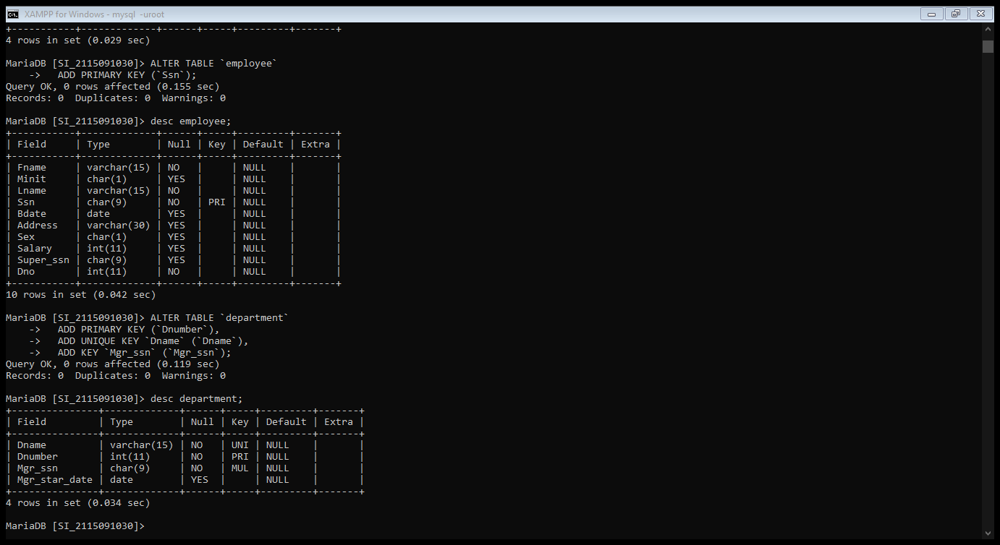 XAMPP for Windows - mysql  -uroot
+-----------+-------------+------+-----+---------+-------+
4 rows in set (0.029 sec)
MariaDB [SI_2115091030]> ALTER TABLE `employee`
    ->   ADD PRIMARY KEY (`Ssn`);
Query OK, 0 rows affected (0.155 sec)
Records: 0  Duplicates: 0  Warnings: 0
MariaDB [SI_2115091030]> desc employee;
+-----------+-------------+------+-----+---------+-------+
| Field     | Type        | Null | Key | Default | Extra |
+-----------+-------------+------+-----+---------+-------+
| Fname     | varchar(15) | NO   |     | NULL    |       |
| Minit     | char(1)     | YES  |     | NULL    |       |
| Lname     | varchar(15) | NO   |     | NULL    |       |
| Ssn       | char(9)     | NO   | PRI | NULL    |       |
| Bdate     | date        | YES  |     | NULL    |       |
| Address   | varchar(30) | YES  |     | NULL    |       |
| Sex       | char(1)     | YES  |     | NULL    |       |
| Salary    | int(11)     | YES  |     | NULL    |       |
| Super_ssn | char(9)     | YES  |     | NULL    |       |
| Dno       | int(11)     | NO   |     | NULL    |       |
+-----------+-------------+------+-----+---------+-------+
10 rows in set (0.042 sec)
MariaDB [SI_2115091030]> ALTER TABLE `department`
    ->   ADD PRIMARY KEY (`Dnumber`),
    ->   ADD UNIQUE KEY `Dname` (`Dname`),
    ->   ADD KEY `Mgr_ssn` (`Mgr_ssn`);
Query OK, 0 rows affected (0.119 sec)
Records: 0  Duplicates: 0  Warnings: 0
MariaDB [SI_2115091030]> desc department;
+---------------+-------------+------+-----+---------+-------+
| Field         | Type        | Null | Key | Default | Extra |
+---------------+-------------+------+-----+---------+-------+
| Dname         | varchar(15) | NO   | UNI | NULL    |       |
| Dnumber       | int(11)     | NO   | PRI | NULL    |       |
| Mgr_ssn       | char(9)     | NO   | MUL | NULL    |       |
| Mgr_star_date | date        | YES  |     | NULL    |       |
+---------------+-------------+------+-----+---------+-------+
4 rows in set (0.034 sec)
MariaDB [SI_2115091030]>